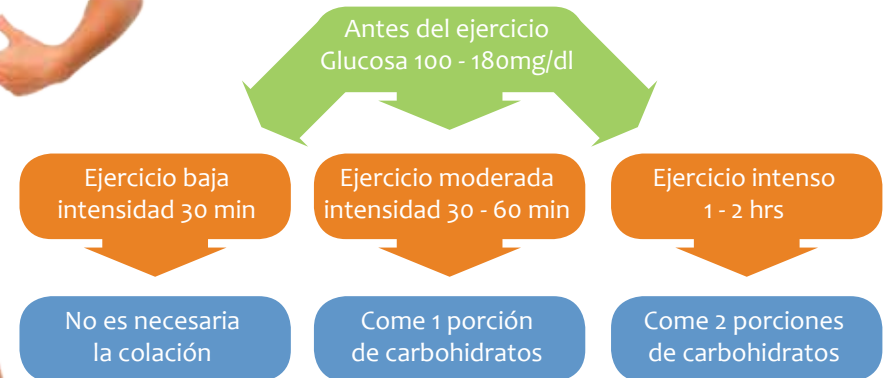 Antes del ejercicio
Glucosa 100 - 180mg/dl
Ejercicio baja
intensidad 30 min
Ejercicio moderada
intensidad 30 - 60 min
Ejercicio intenso
1 - 2 hrs
No es necesaria
la colación
Come 1 porción
de carbohidratos
Come 2 porciones
de carbohidratos